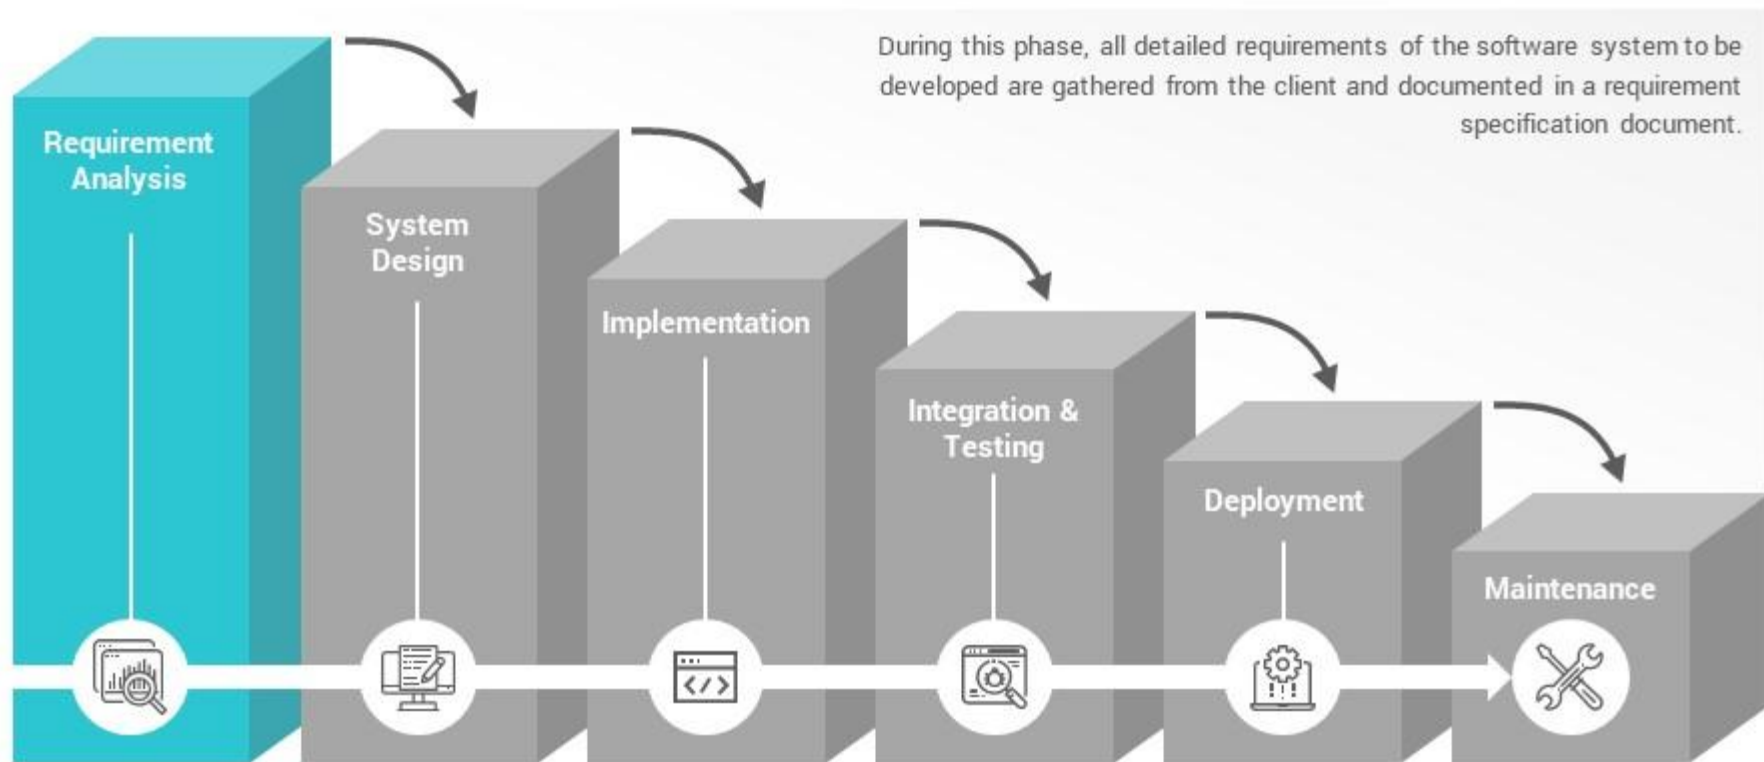 During this phase, all detailed requirements of the software system to be
developed are gathered from the client and documented in a requirement
specification document.
Requirement
Analysis
System
Design
Implementation
Integration &
Testing
Deployment
Maintenance